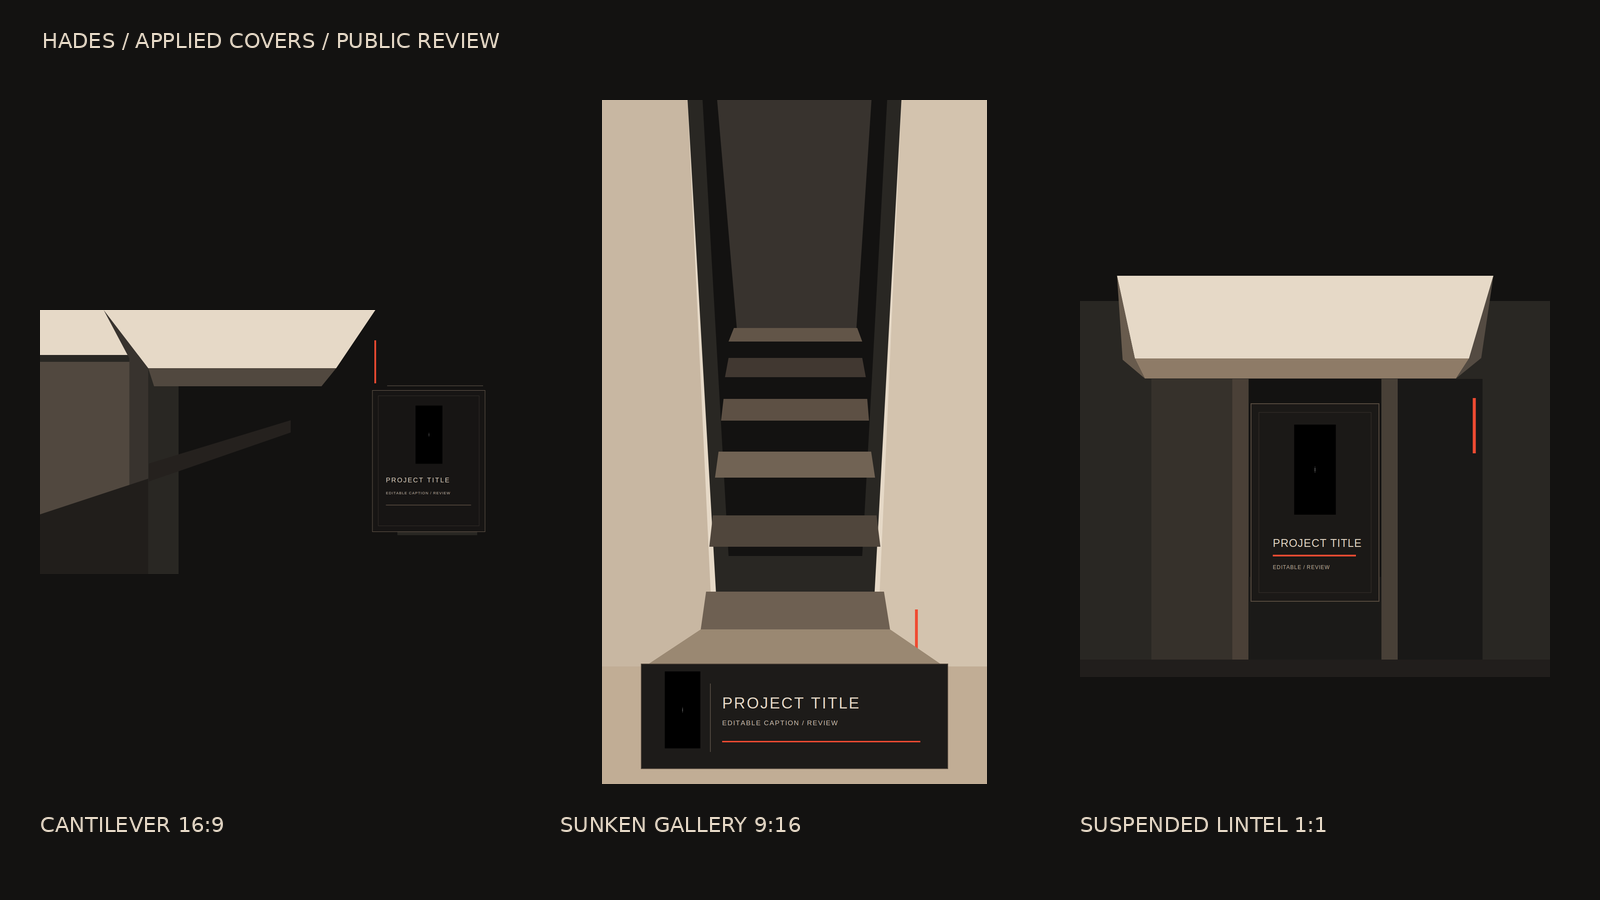 HADES / APPLIED COVERS / PUBLIC REVIEW
PROJECT TITLE
EDITABLE CAPTION / REVIEW
PROJECT TITLE
EDITABLE CAPTION / REVIEW
PROJECT TITLE
EDITABLE / REVIEW
CANTILEVER 16:9
SUNKEN GALLERY 9:16
SUSPENDED LINTEL 1:1